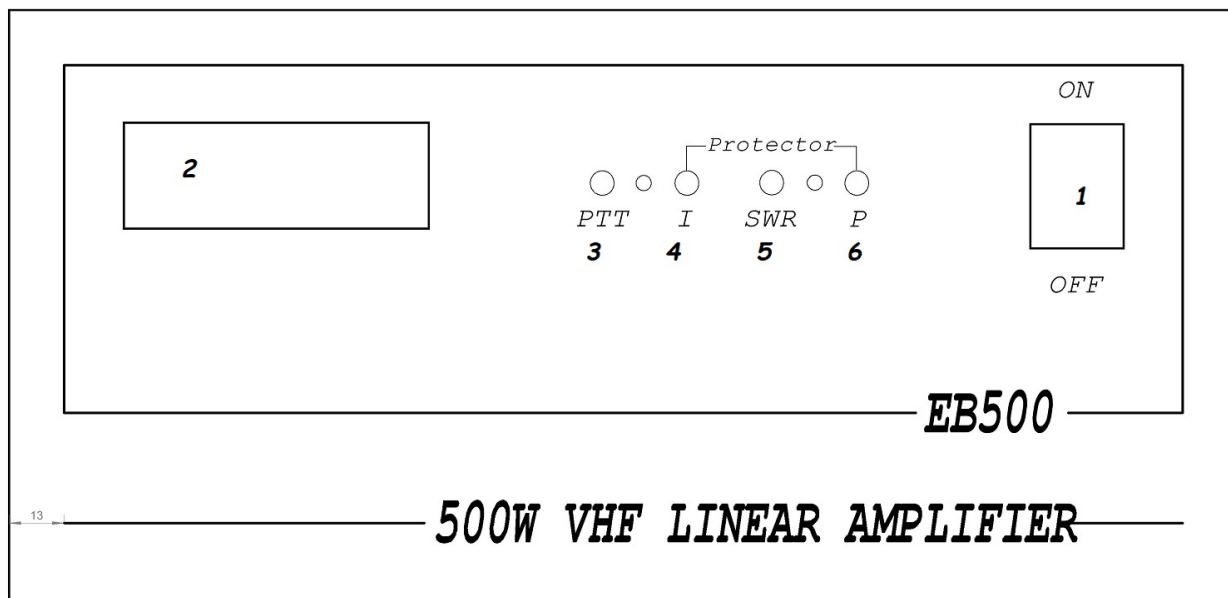 ON
Protector
2
1
PTT I SWR P
3 4 5 6
OFF
EB500
13
500W VHF LINEAR AMPLIFIER